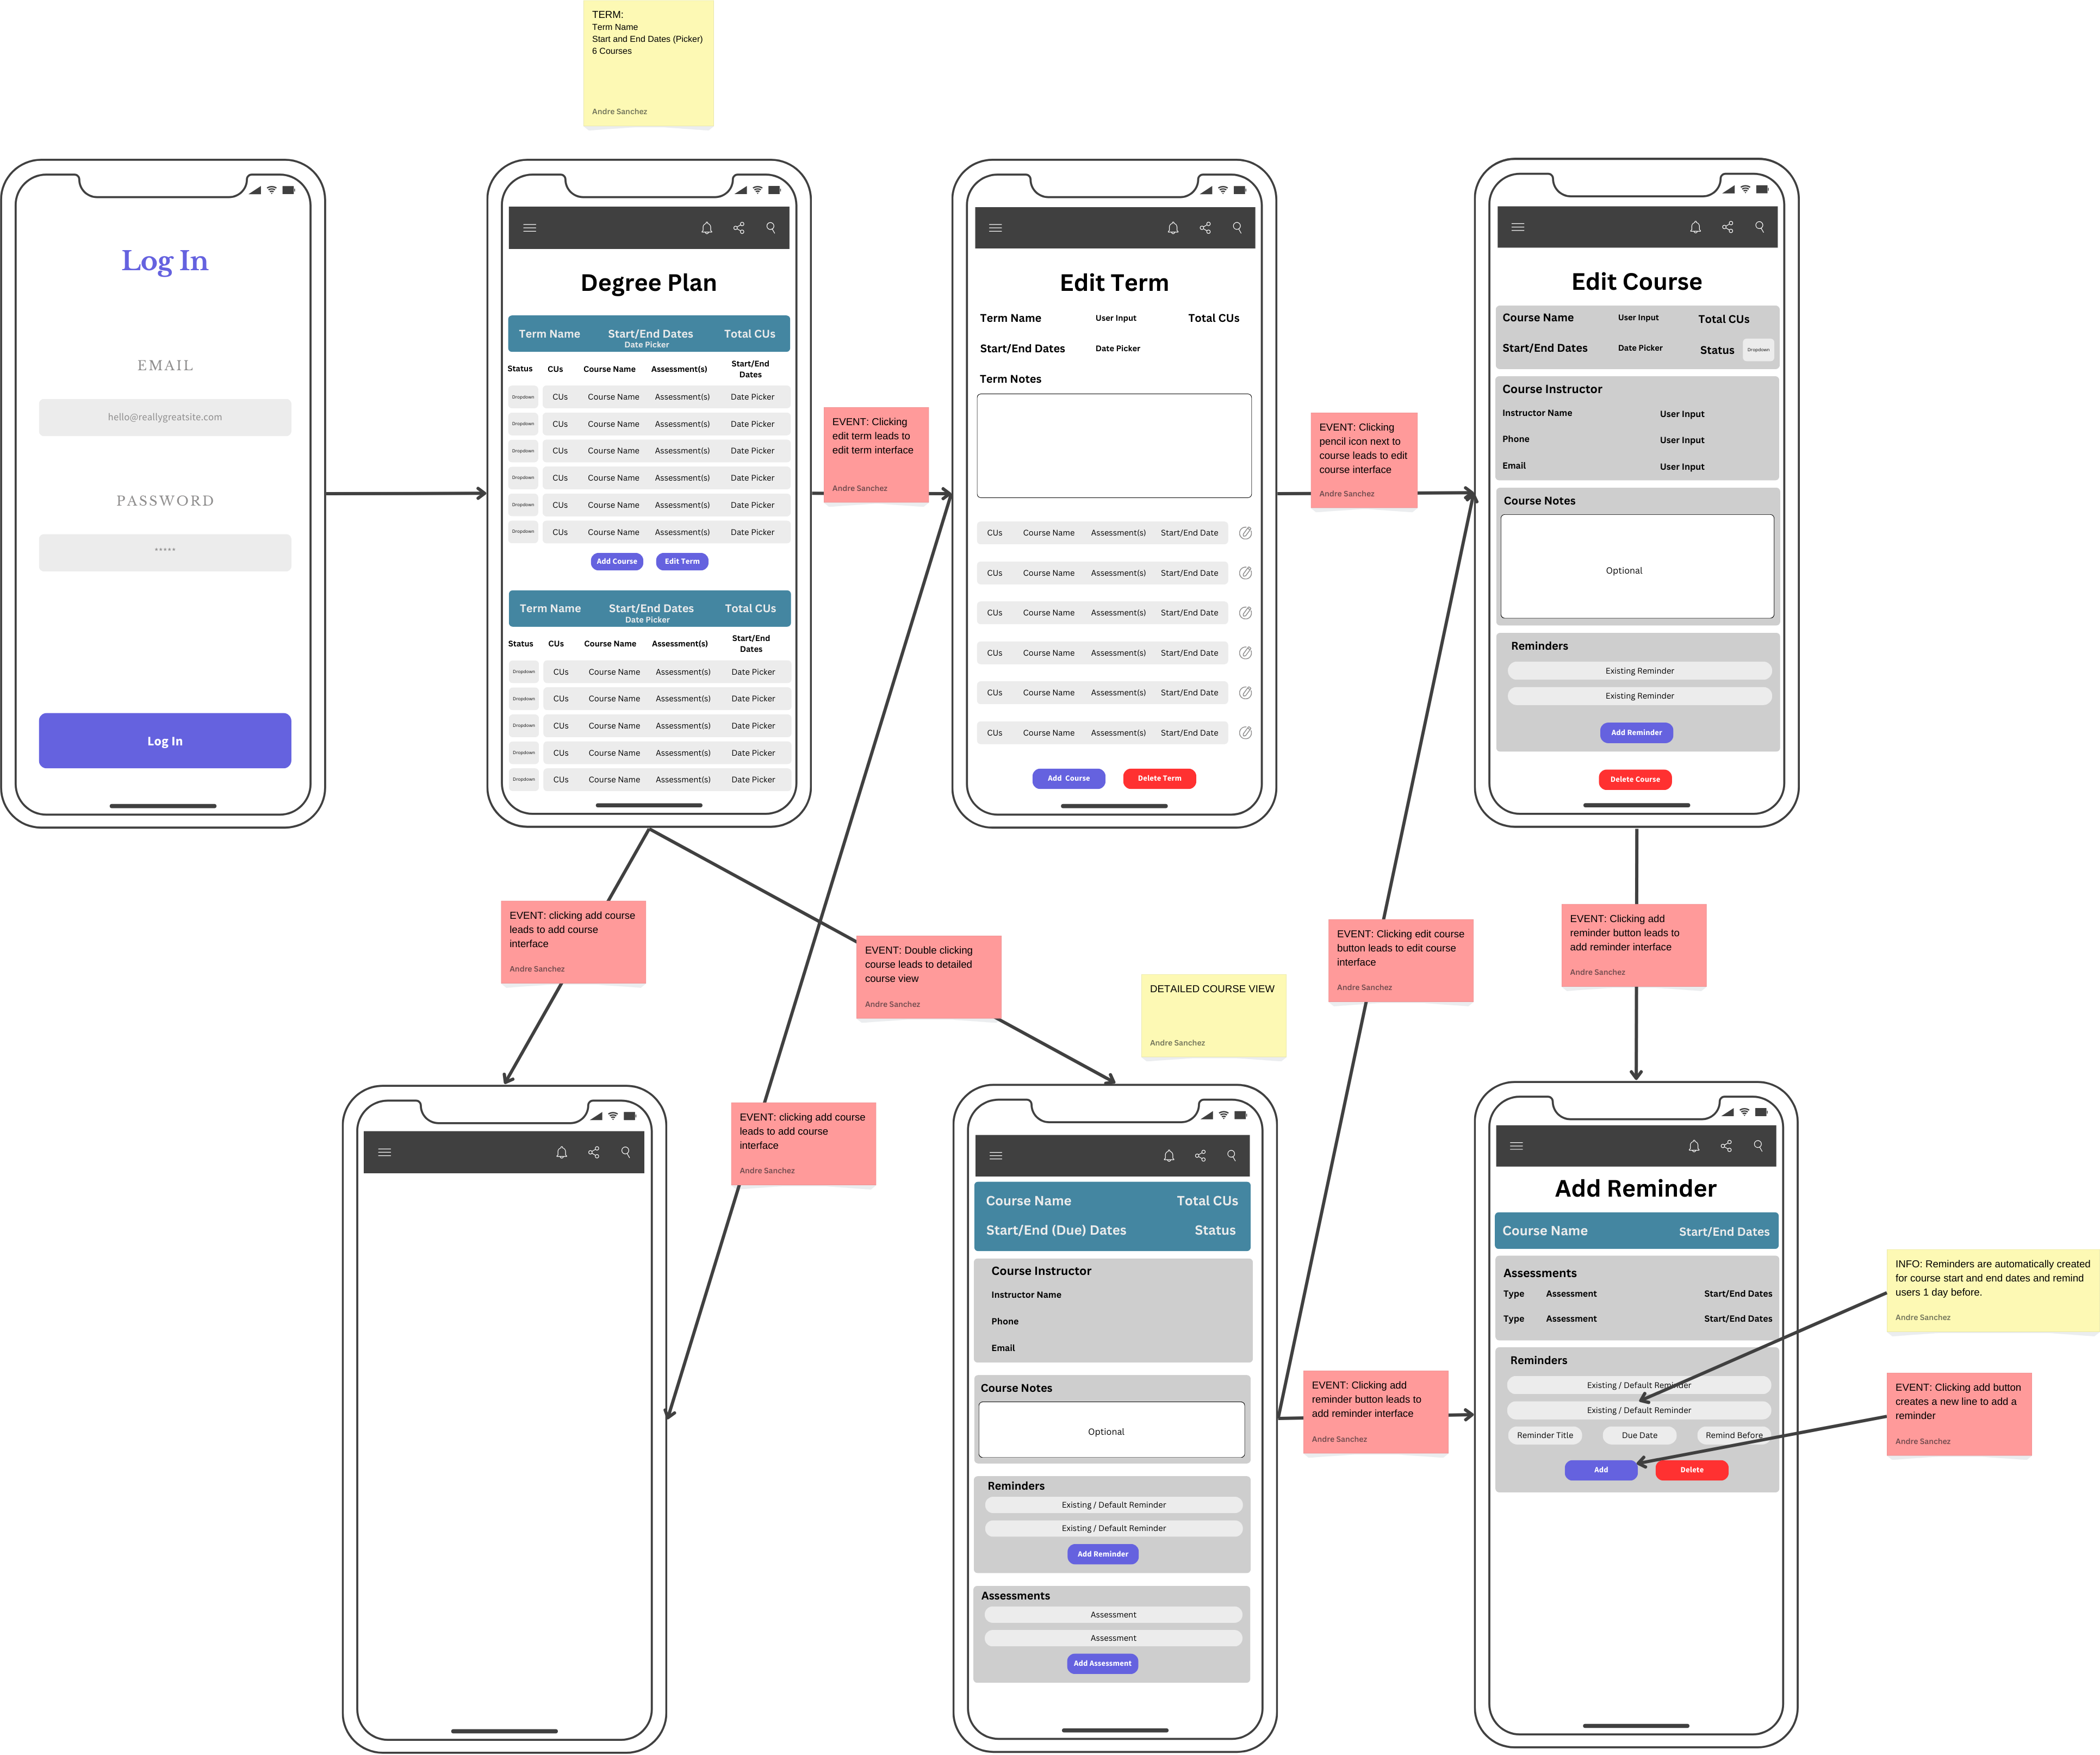 TERM:
Term Name
Start and End Dates (Picker)
6 Courses
Andre Sanchez
Log In
EMAIL
hello@reallygreatsite.com
PASSWORD
•••••
Log In
Degree Plan
Term Name Start/End Dates Total CUs
Date Picker
Status CUs Course Name Assessment(s) Start/End
Dates
Dropdown CUs Course Name Assessment(s) Date Picker
Dropdown CUs Course Name Assessment(s) Date Picker
Dropdown CUs Course Name Assessment(s) Date Picker
Dropdown CUs Course Name Assessment(s) Date Picker
Dropdown CUs Course Name Assessment(s) Date Picker
Dropdown CUs Course Name Assessment(s) Date Picker
Add Course Edit Term
Term Name Start/End Dates Total CUs
Date Picker
Status CUs Course Name Assessment(s) Start/End
Dates
Dropdown CUs Course Name Assessment(s) Date Picker
Dropdown CUs Course Name Assessment(s) Date Picker
Dropdown CUs Course Name Assessment(s) Date Picker
Dropdown CUs Course Name Assessment(s) Date Picker
Dropdown CUs Course Name Assessment(s) Date Picker
EVENT: Clicking
edit term leads to
edit term interface
Andre Sanchez
Edit Term
Term Name User Input Total CUs
Start/End Dates Date Picker
Term Notes
CUs Course Name Assessment(s) Start/End Date
CUs Course Name Assessment(s) Start/End Date
CUs Course Name Assessment(s) Start/End Date
CUs Course Name Assessment(s) Start/End Date
CUs Course Name Assessment(s) Start/End Date
CUs Course Name Assessment(s) Start/End Date
Add Course Delete Term
EVENT: Clicking
pencil icon next to
course leads to edit
course interface
Andre Sanchez
Edit Course
Course Name User Input Total CUs
Start/End Dates Date Picker Status Dropdown
Course Instructor
Instructor Name User Input
Phone User Input
Email User Input
Course Notes
Optional
Reminders
Existing Reminder
Existing Reminder
Add Reminder
Delete Course
EVENT: clicking add course
leads to add course
interface
Andre Sanchez
EVENT: Double clicking
course leads to detailed
course view
Andre Sanchez
DETAILED COURSE VIEW
Andre Sanchez
EVENT: Clicking edit course
button leads to edit course
interface
Andre Sanchez
EVENT: Clicking add
reminder button leads to
add reminder interface
Andre Sanchez
EVENT: clicking add course
leads to add course
interface
Andre Sanchez
Course Name Total CUs
Start/End (Due) Dates Status
Course Instructor
Instructor Name
Phone
Email
Course Notes
Optional
Reminders
Existing / Default Reminder
Existing / Default Reminder
Add Reminder
Assessments
Assessment
Assessment
Add Assessment
EVENT: Clicking add
reminder button leads to
add reminder interface
Andre Sanchez
Add Reminder
Course Name Start/End Dates
Assessments
Type Assessment Start/End Dates
Type Assessment Start/End Dates
Reminders
Existing / Default Reminder
Existing / Default Reminder
Reminder Title Due Date Remind Before
Add Delete
INFO: Reminders are automatically created
for course start and end dates and remind
users 1 day before.
Andre Sanchez
EVENT: Clicking add button
creates a new line to add a
reminder
Andre Sanchez